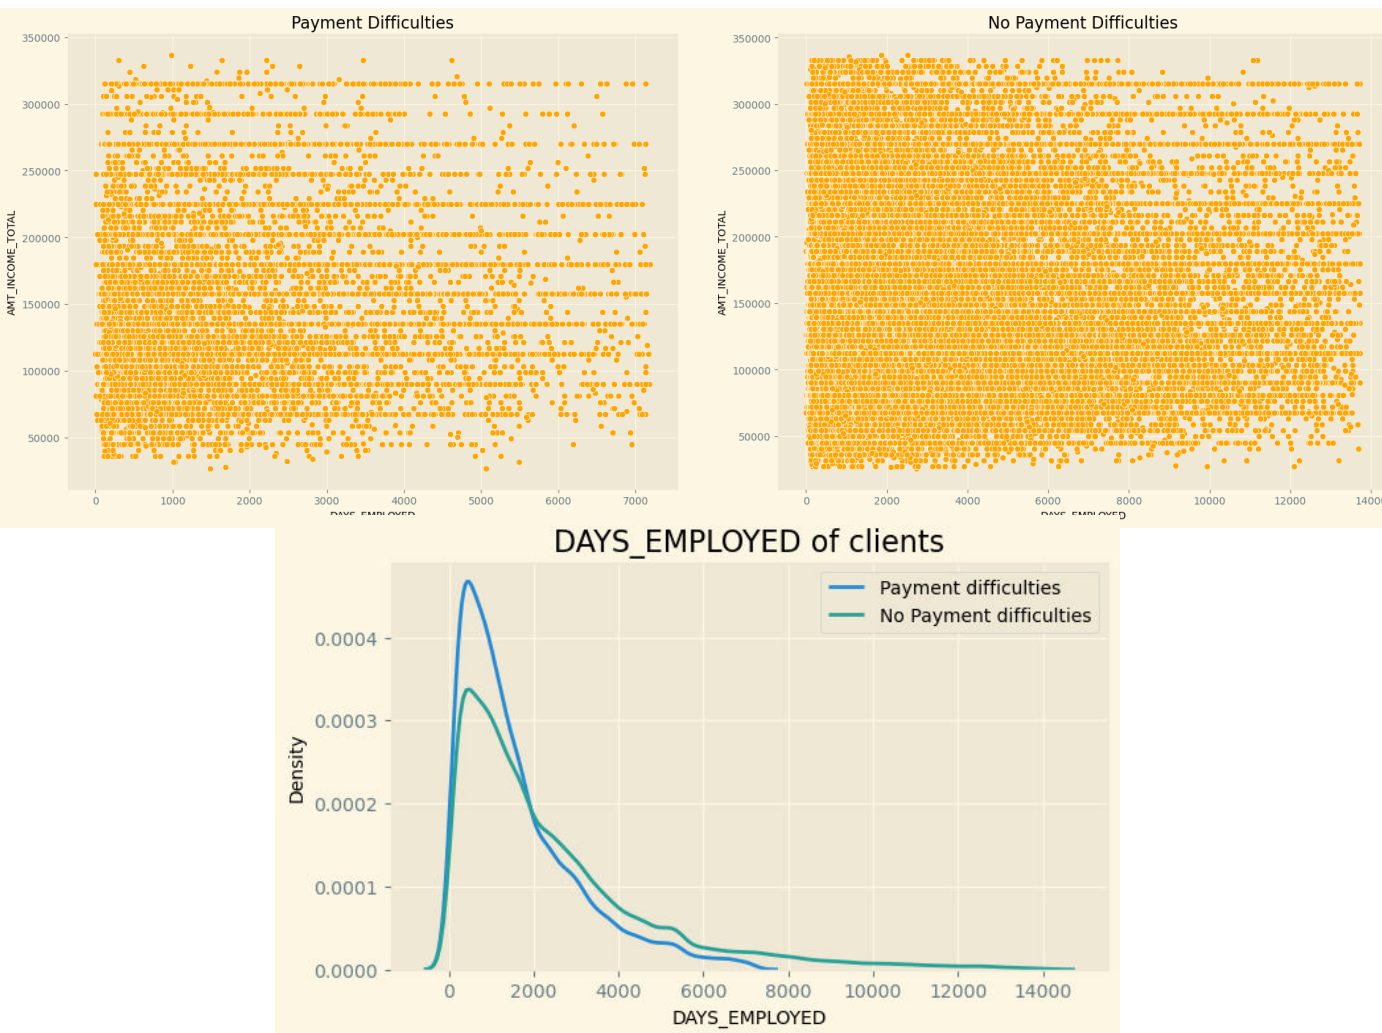 Payment Difficulties
350000
300000
250000
200000
150000
100000
50000
AMT_INCOME_TOTAL
0 1000 2000 3000 4000 5000 6000 7000
DAYS_EMPLOYED
No Payment Difficulties
350000
300000
250000
200000
150000
100000
50000
AMT_INCOME_TOTAL
0 2000 4000 6000 8000 10000 12000 14000
DAYS_EMPLOYED
DAYS_EMPLOYED of clients
Payment difficulties
No Payment difficulties
0.0004
0.0003
0.0002
0.0001
0.0000
Density
0 2000 4000 6000 8000 10000 12000 14000
DAYS_EMPLOYED